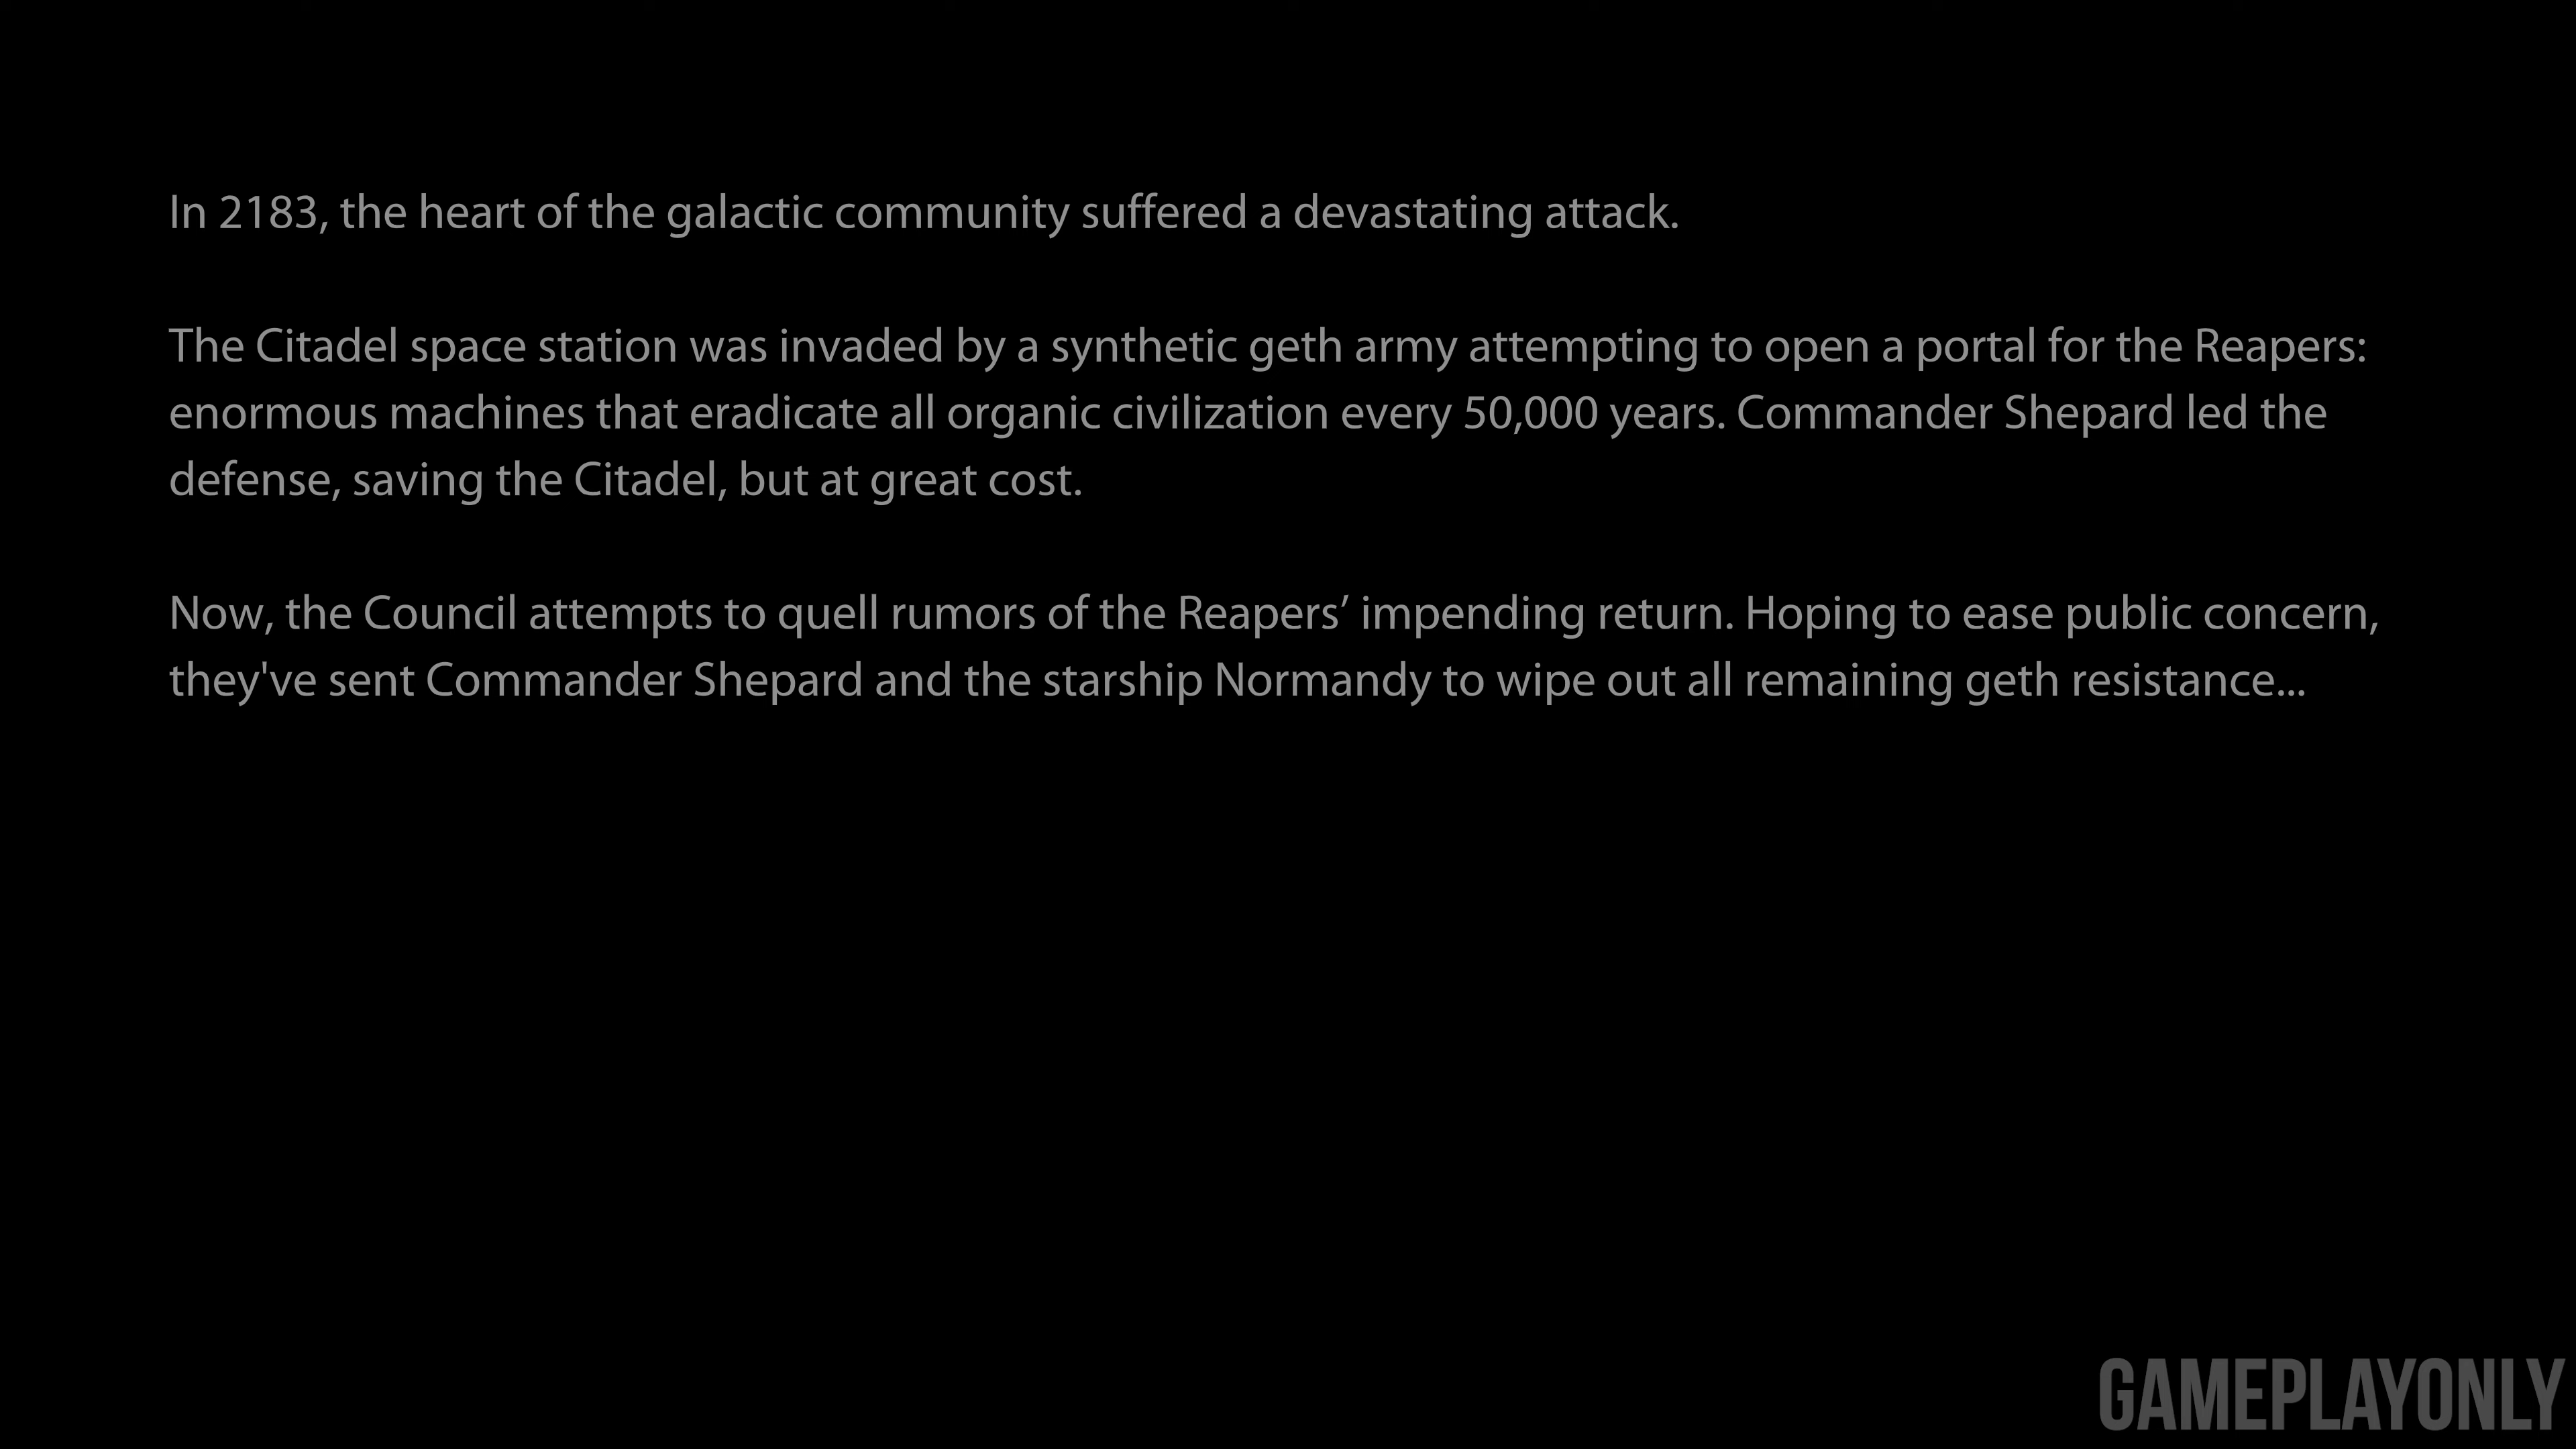 In 2183, the heart of the galactic community suffered a devastating attack.
The Citadel space station was invaded by a synthetic geth army attempting to open a portal for the Reapers:
enormous machines that eradicate all organic civilization every 50,000 years. Commander Shepard led the
defense, saving the Citadel, but at great cost.
Now, the Council attempts to quell rumors of the Reapers’ impending return. Hoping to ease public concern,
they've sent Commander Shepard and the starship Normandy to wipe out all remaining geth resistance...
GAMEPLAYONLY